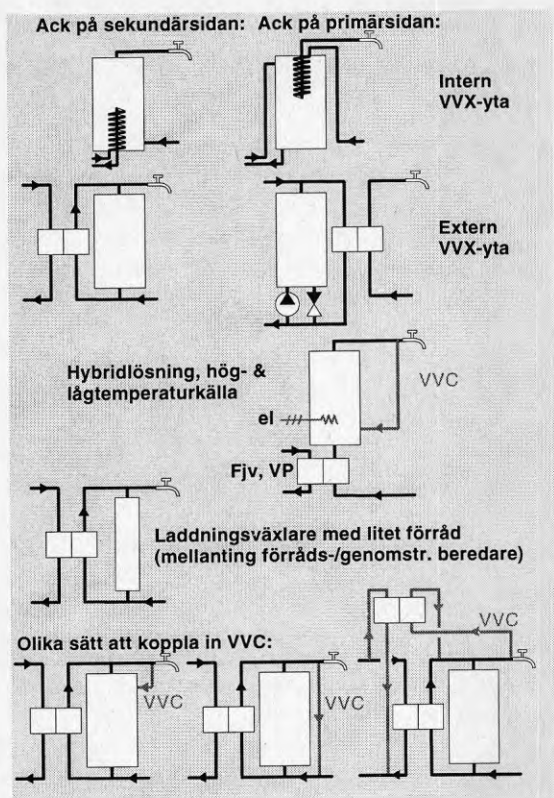 Ack på sekundärsidan: Ack på primärsidan:
Intern
VVX-yta
Extern
VVX-yta
Hybridlösning, hög- &
lågtemperaturkälla
VVC
el
Fjv, VP
Laddningsväxlare med litet förråd
(mellanting förråds-/genomstr. beredare)
Olika sätt att koppla in VVC:
VVC
VVC
VVC